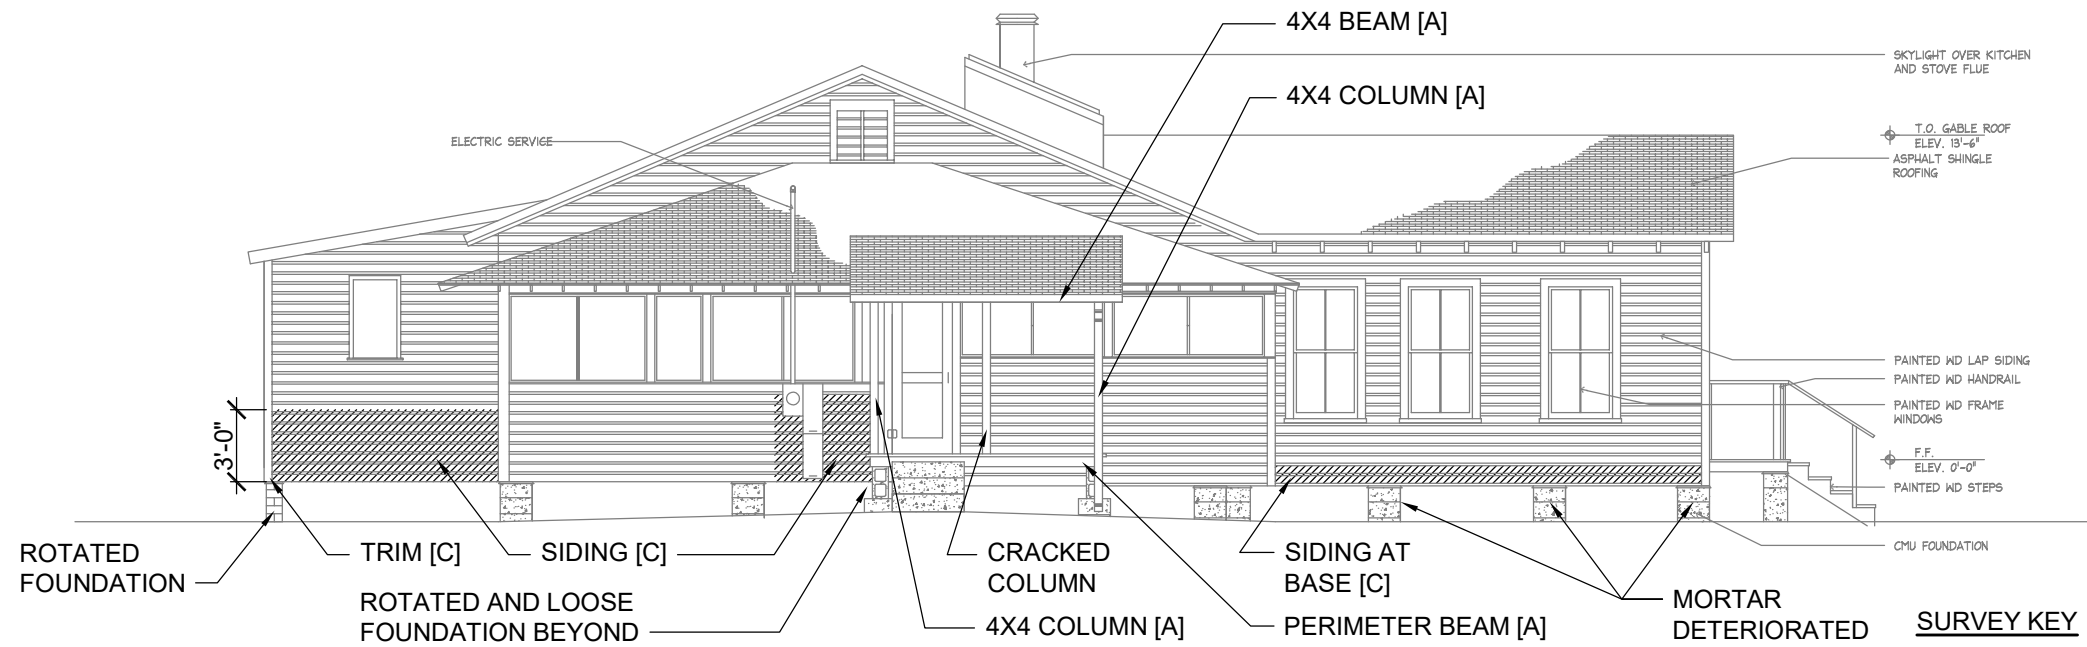 4X4 BEAM [A]
SKYLIGHT OVER KITCHEN
AND STOVE FLUE
4X4 COLUMN [A]
T.O. GABLE ROOF
ELEV. 13'-6"
ELECTRIC SERVICE
ASPHALT SHINGLE
ROOFING
PAINTED WD LAP SIDING
PAINTED WD HANDRAIL
PAINTED WD FRAME
WINDOWS
3'-0"
F.F.
ELEV. 0'-0"
PAINTED WD STEPS
CMU FOUNDATION
ROTATED
FOUNDATION
TRIM [C]
SIDING [C]
CRACKED
COLUMN
SIDING AT
BASE [C]
ROTATED AND LOOSE
FOUNDATION BEYOND
4X4 COLUMN [A]
PERIMETER BEAM [A]
MORTAR
DETERIORATED
SURVEY KEY